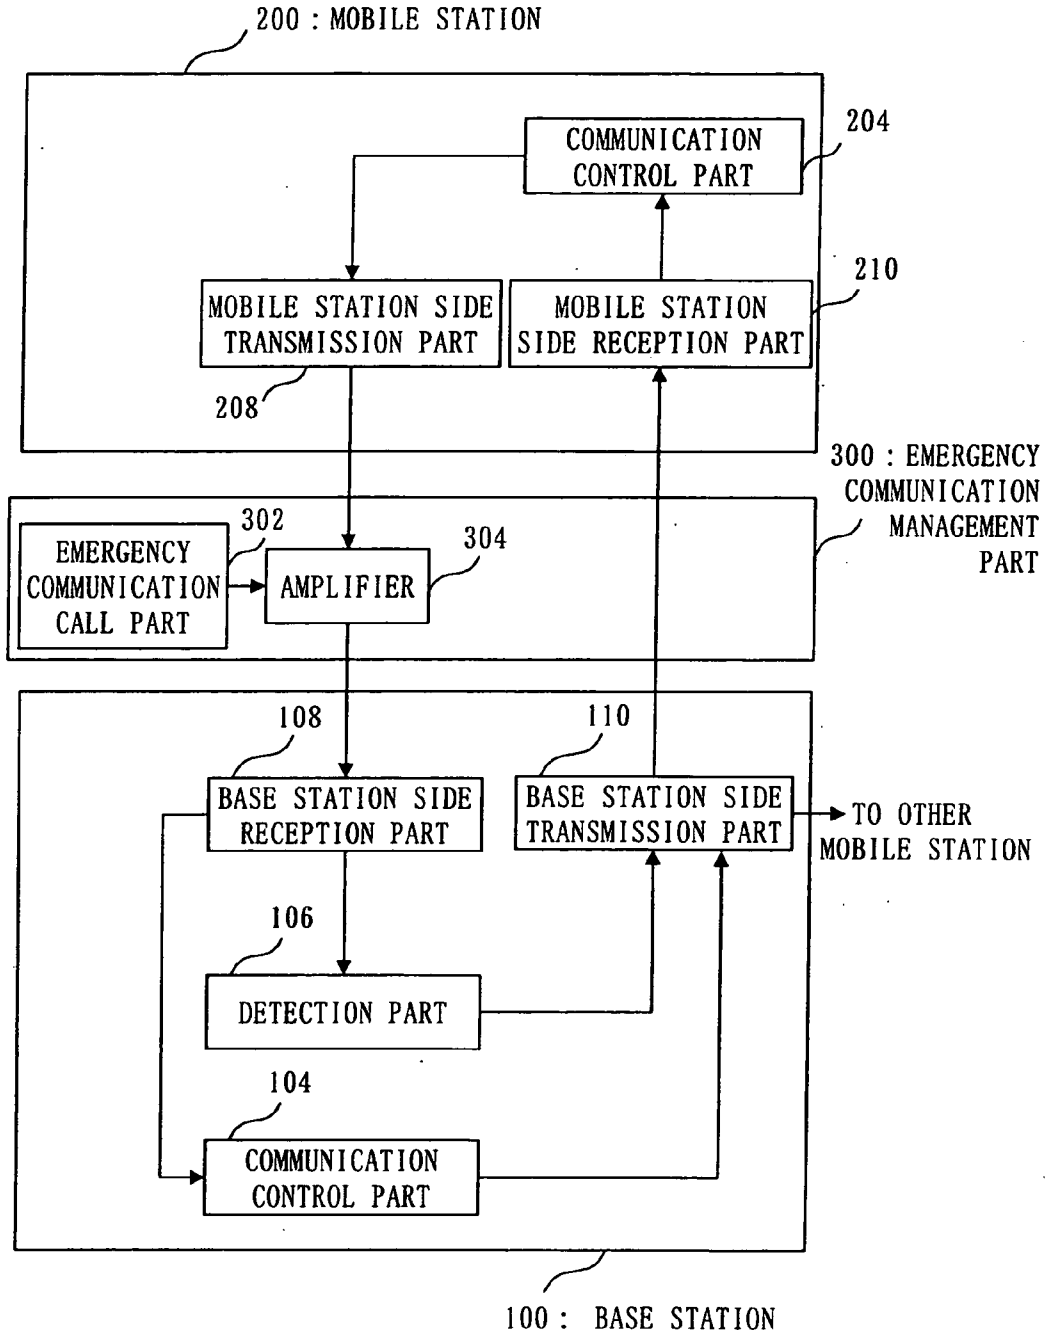 200 : MOBILE STATION
COMMUNICATION
CONTROL PART
204
MOBILE STATION SIDE
TRANSMISSION PART
208
MOBILE STATION
SIDE RECEPTION PART
210
300 : EMERGENCY
COMMUNICATION
MANAGEMENT
PART
EMERGENCY
COMMUNICATION
CALL PART
302
AMPLIFIER
304
108
BASE STATION SIDE
RECEPTION PART
110
BASE STATION SIDE
TRANSMISSION PART
TO OTHER
MOBILE STATION
106
DETECTION PART
104
COMMUNICATION
CONTROL PART
100 : BASE STATION